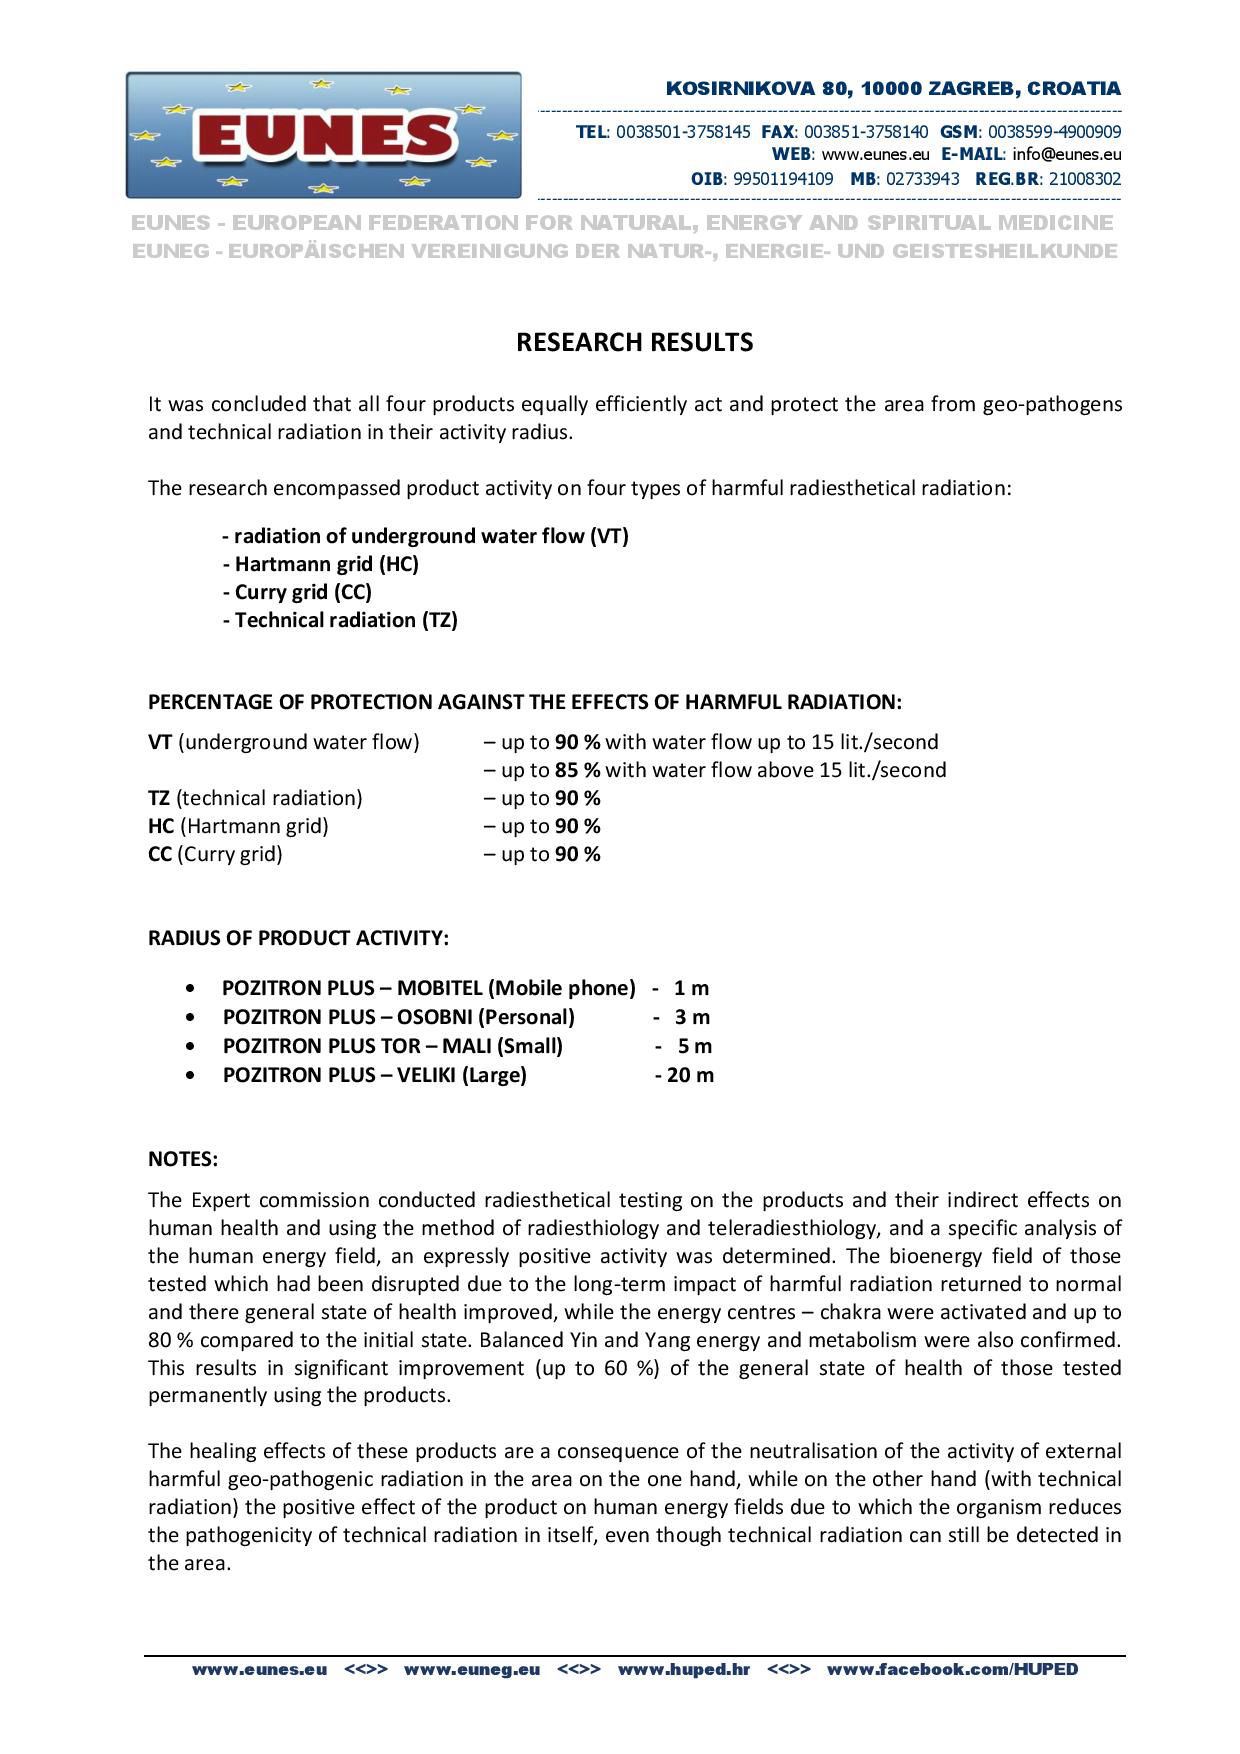 EUNES
KOSIRNIKOVA 80, 10000 ZAGREB, CROATIA
TEL: 0038501-3758145 FAX: 003851-3758140 GSM: 0038599-4900909
WEB: www.eunes.eu E-MAIL: info@eunes.eu
OIB: 99501194109 MB: 02733943 REG.BR: 21008302
EUNES - EUROPEAN FEDERATION FOR NATURAL, ENERGY AND SPIRITUAL MEDICINE
EUNEG - EUROPÄISCHEN VEREINIGUNG DER NATUR-, ENERGIE- UND GEISTESHEILKUNDE
RESEARCH RESULTS
It was concluded that all four products equally efficiently act and protect the area from geo-pathogens
and technical radiation in their activity radius.
The research encompassed product activity on four types of harmful radiesthetical radiation:
- radiation of underground water flow (VT)
- Hartmann grid (HC)
- Curry grid (CC)
- Technical radiation (TZ)
PERCENTAGE OF PROTECTION AGAINST THE EFFECTS OF HARMFUL RADIATION:
VT (underground water flow) – up to 90 % with water flow up to 15 lit./second
– up to 85 % with water flow above 15 lit./second
TZ (technical radiation) – up to 90 %
HC (Hartmann grid) – up to 90 %
CC (Curry grid) – up to 90 %
RADIUS OF PRODUCT ACTIVITY:
• POZITRON PLUS – MOBITEL (Mobile phone) - 1 m
• POZITRON PLUS – OSOBNI (Personal) - 3 m
• POZITRON PLUS TOR – MALI (Small) - 5 m
• POZITRON PLUS – VELIKI (Large) - 20 m
NOTES:
The Expert commission conducted radiesthetical testing on the products and their indirect effects on
human health and using the method of radiesthiology and teleradiesthiology, and a specific analysis of
the human energy field, an expressly positive activity was determined. The bioenergy field of those
tested which had been disrupted due to the long-term impact of harmful radiation returned to normal
and there general state of health improved, while the energy centres – chakra were activated and up to
80 % compared to the initial state. Balanced Yin and Yang energy and metabolism were also confirmed.
This results in significant improvement (up to 60 %) of the general state of health of those tested
permanently using the products.
The healing effects of these products are a consequence of the neutralisation of the activity of external
harmful geo-pathogenic radiation in the area on the one hand, while on the other hand (with technical
radiation) the positive effect of the product on human energy fields due to which the organism reduces
the pathogenicity of technical radiation in itself, even though technical radiation can still be detected in
the area.
www.eunes.eu <<>> www.euneg.eu <<>> www.huped.hr <<>> www.facebook.com/HUPED